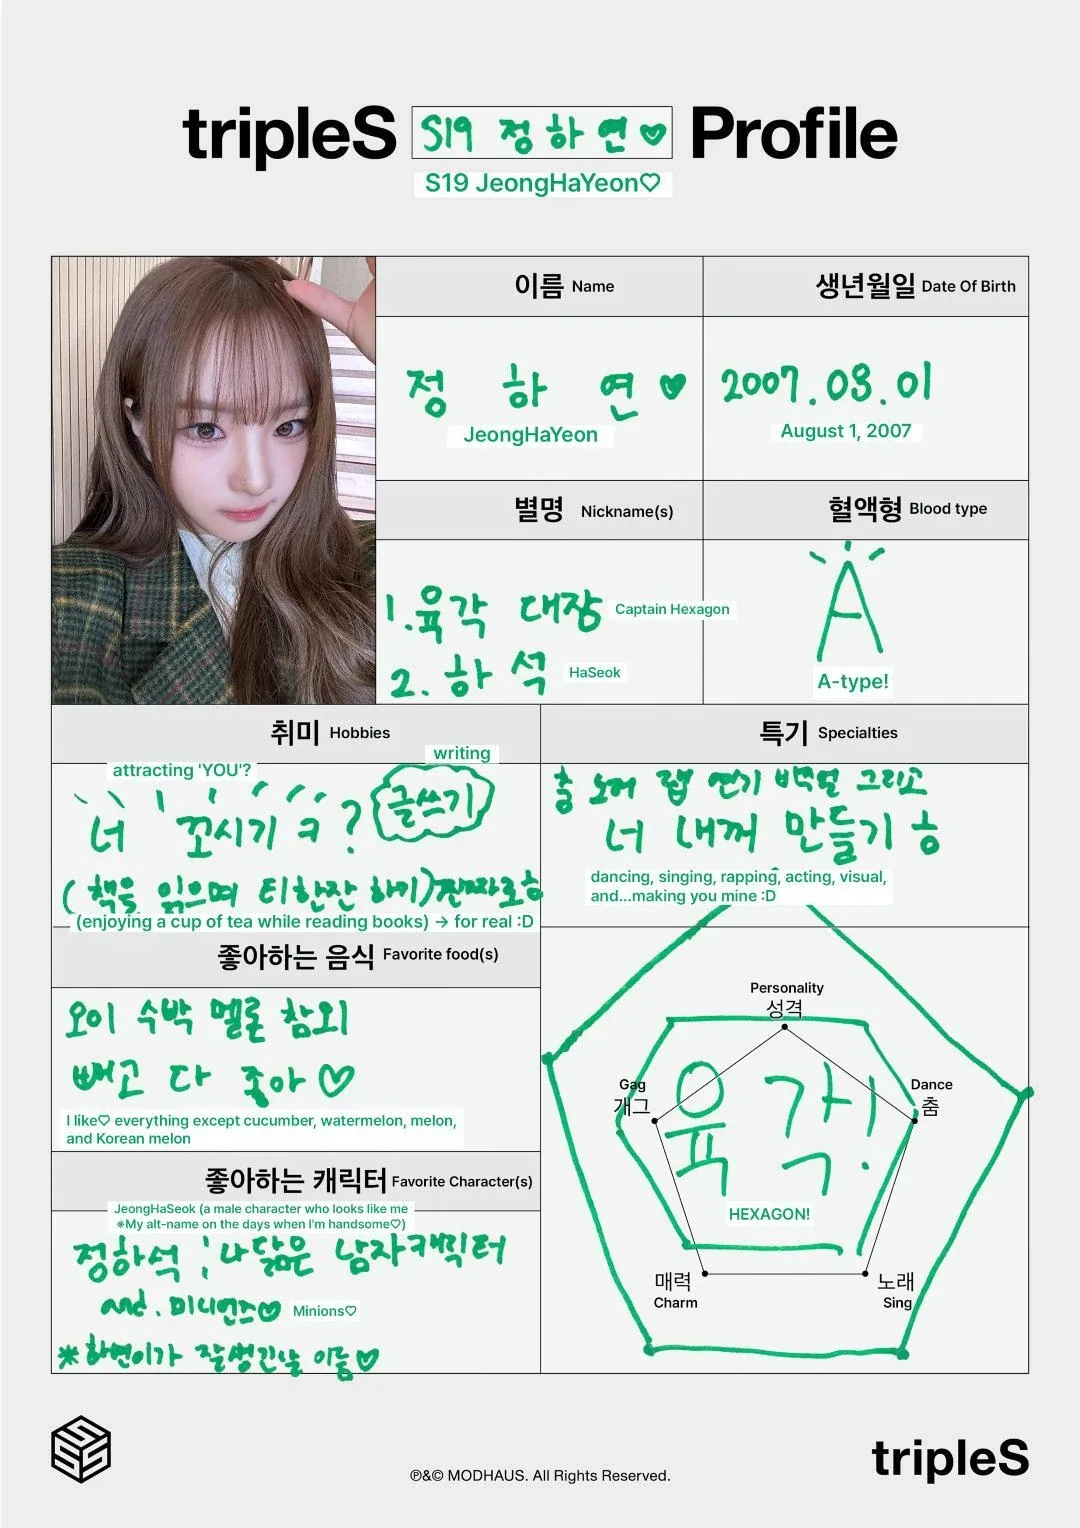 tripleS S19 정하연♡ Profile
S19 JeongHaYeon♡
이름 Name
생년월일 Date Of Birth
정 하 연 ♡
JeongHaYeon
2007.08.01
August 1, 2007
별명 Nickname(s)
혈액형 Blood type
1. 육각 대장 Captain Hexagon
2. 하석 HaSeok
A
A-type!
취미 Hobbies
attracting 'YOU'?
writing
너 꼬시기 ㅋ? 글쓰기
(책을 읽으며 티한잔 하기) 찐짜로ㅎ
(enjoying a cup of tea while reading books) → for real :D
특기 Specialties
춤 노래 랩 연기 비주얼 그리고
너 내꺼 만들기 ㅎ
dancing, singing, rapping, acting, visual,
and...making you mine :D
좋아하는 음식 Favorite food(s)
오이 수박 멜론 참외
빼고 다 좋아♡
I like♡ everything except cucumber, watermelon, melon,
and Korean melon
좋아하는 캐릭터 Favorite Character(s)
JeongHaSeok (a male character who looks like me
※My alt-name on the days when I'm handsome♡)
정하석 ; 나 닮은 남자캐릭터
and. 미니언즈♡ Minions♡
※하연이가 잘생긴날 이름♡
Personality
성격
Gag
개그
Dance
춤
육각!
HEXAGON!
매력
Charm
노래
Sing
SSS
℗&© MODHAUS. All Rights Reserved.
tripleS